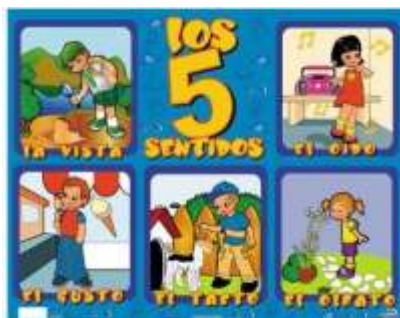 LOS
5
SENTIDOS
LA VISTA
EL OIDO
EL GUSTO
EL TACTO
EL OLFATO